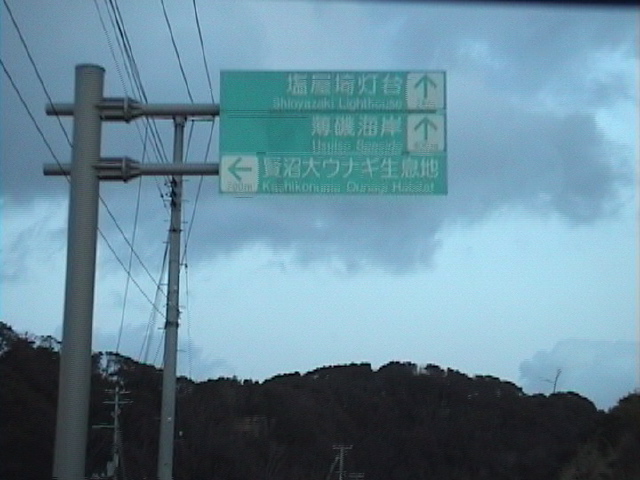 塩屋埼灯台
Shioyazaki Lighthouse
薄磯海岸
賢沼大ウナギ生息地
Kashikonuma Ounagi Habitat